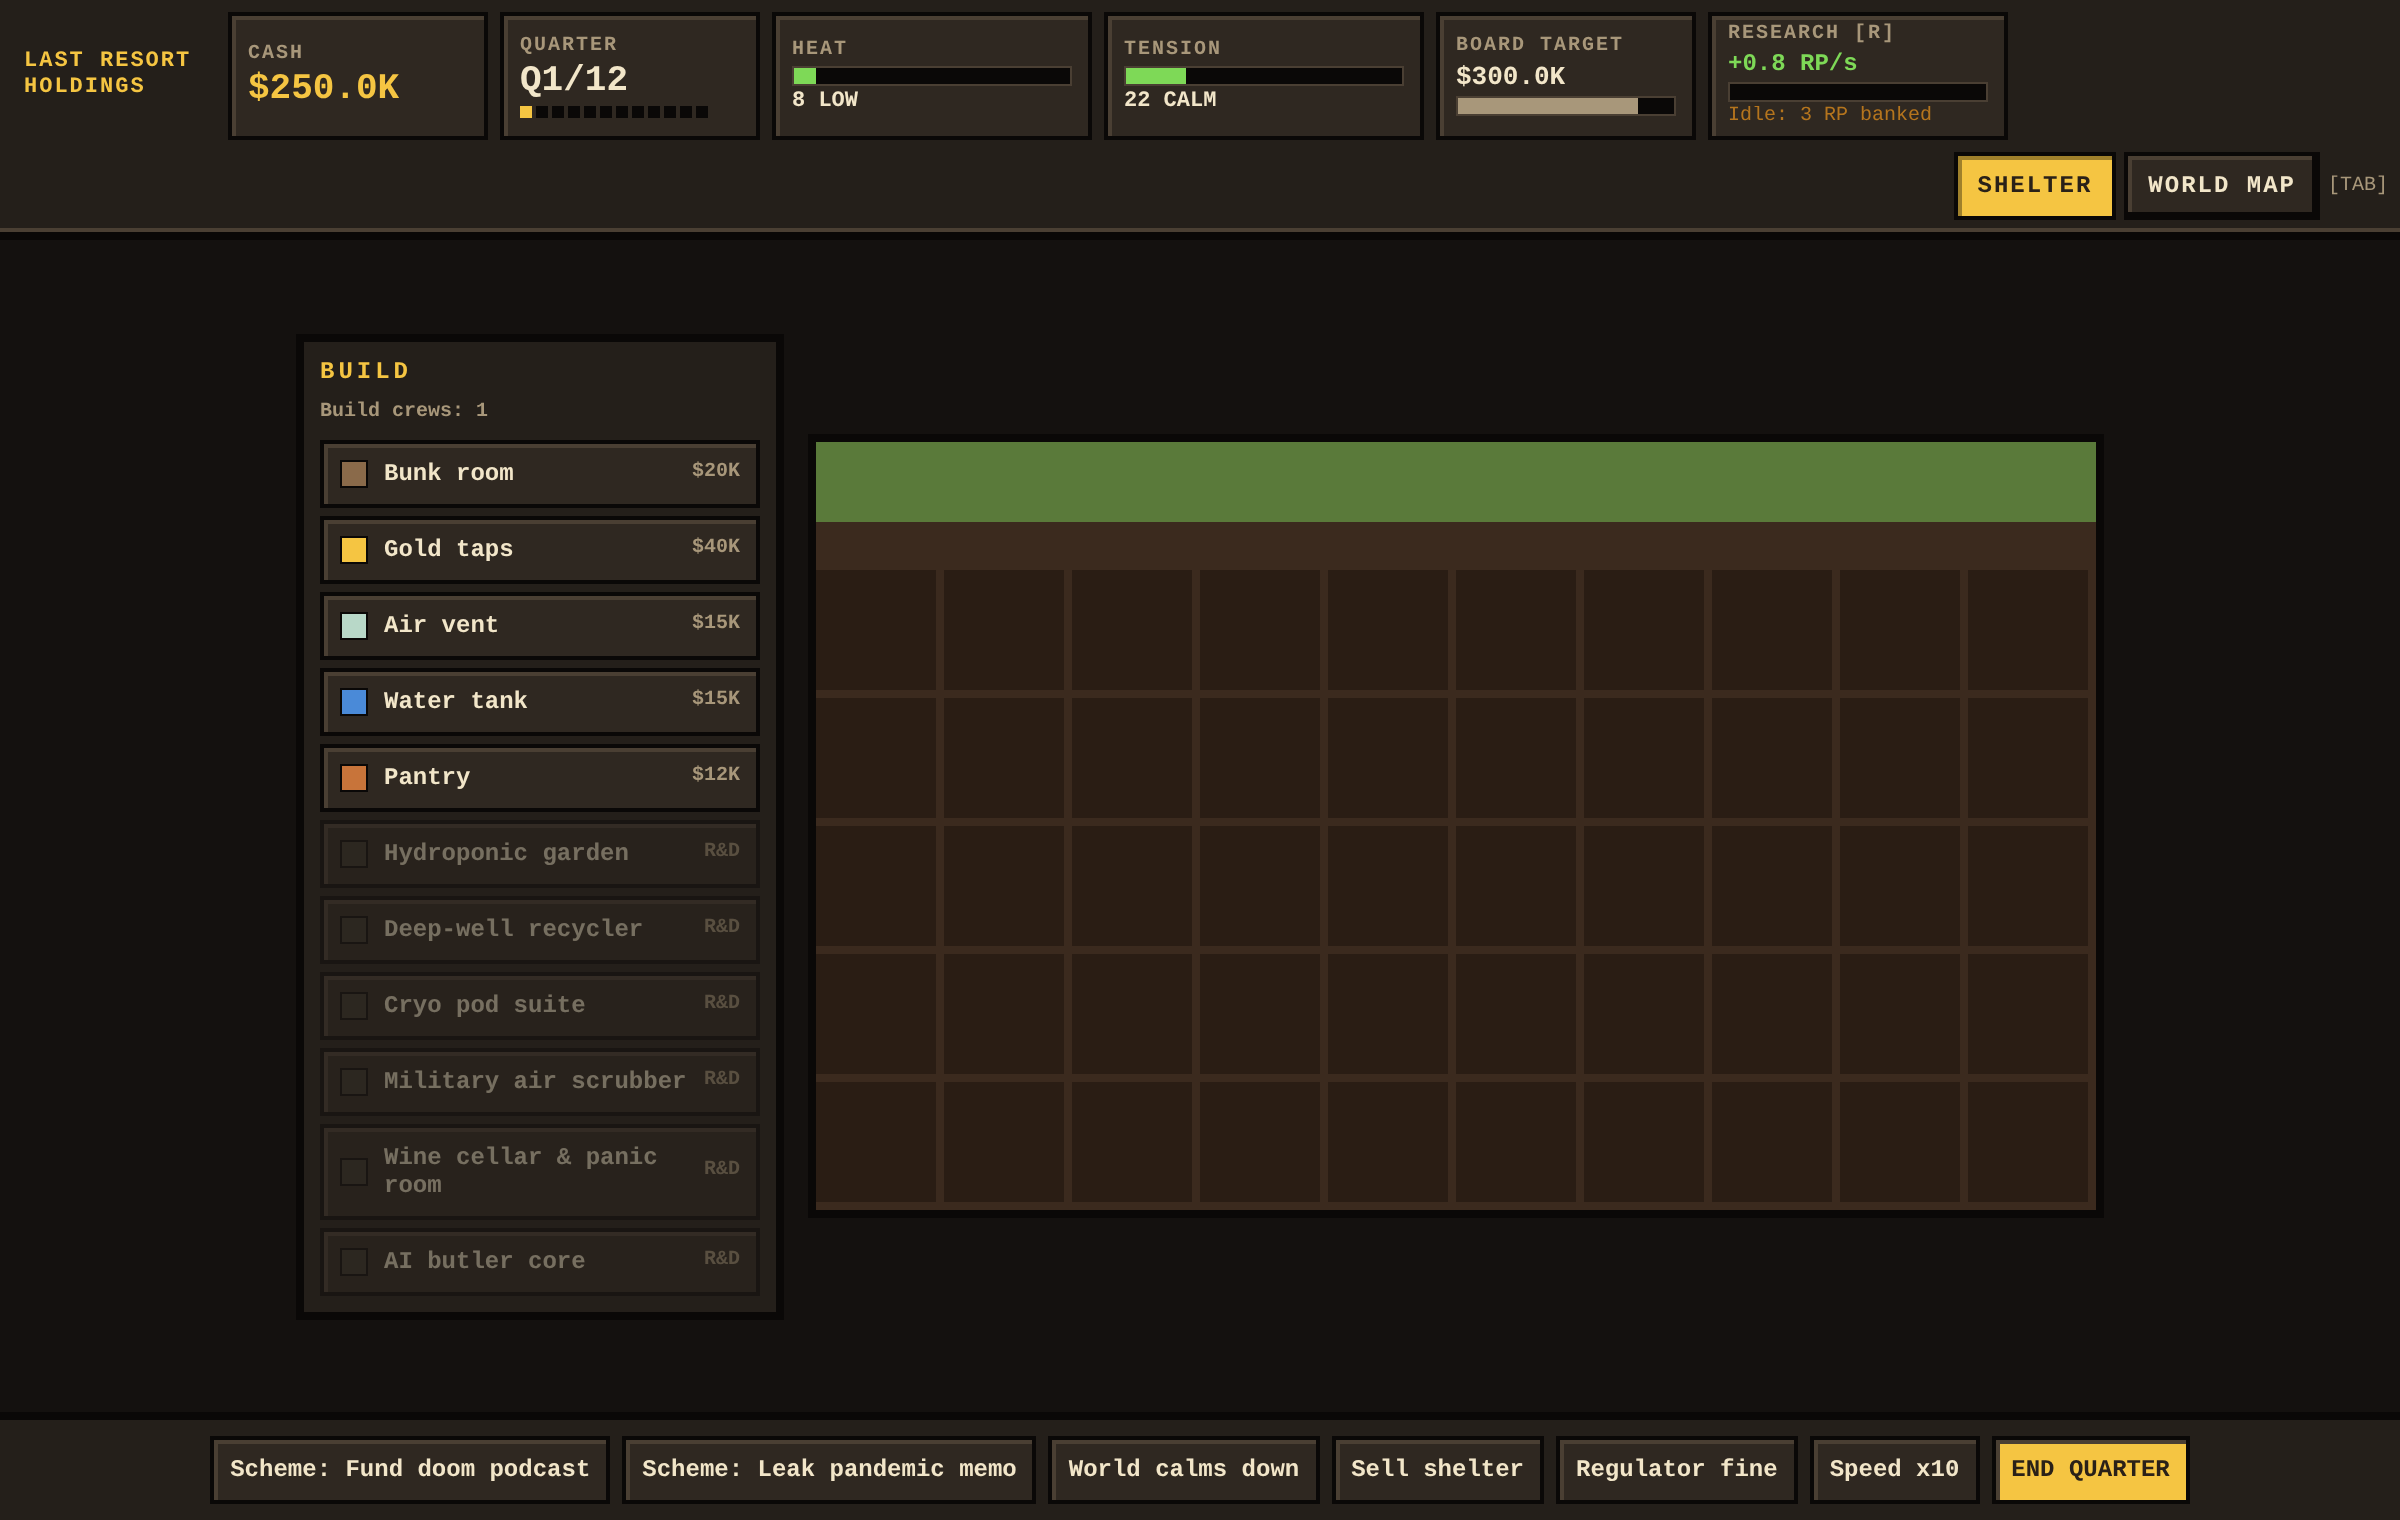 LAST RESORT
HOLDINGS
CASH
$250.0K
QUARTER
Q1/12
HEAT
8 LOW
TENSION
22 CALM
BOARD TARGET
$300.0K
RESEARCH [R]
+0.8 RP/s
Idle: 3 RP banked
SHELTER
WORLD MAP
[TAB]
BUILD
Build crews: 1
Bunk room $20K
Gold taps $40K
Air vent $15K
Water tank $15K
Pantry $12K
Hydroponic garden R&D
Deep-well recycler R&D
Cryo pod suite R&D
Military air scrubber R&D
Wine cellar & panic
room R&D
AI butler core R&D
Scheme: Fund doom podcast
Scheme: Leak pandemic memo
World calms down
Sell shelter
Regulator fine
Speed x10
END QUARTER